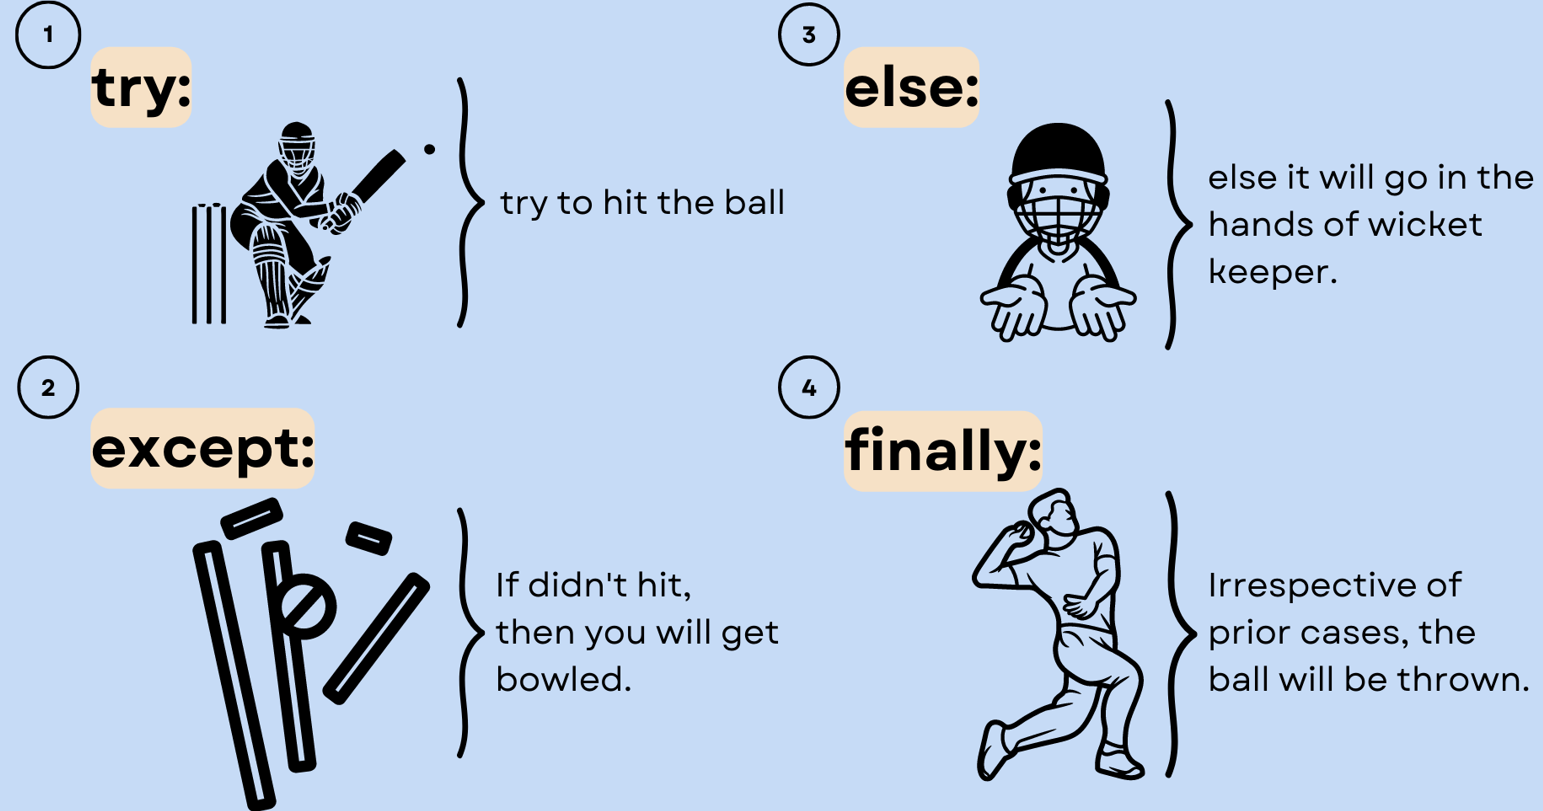 1
try:
try to hit the ball
2
except:
If didn't hit,
then you will get
bowled.
3
else:
else it will go in the
hands of wicket
keeper.
4
finally:
Irrespective of
prior cases, the
ball will be thrown.